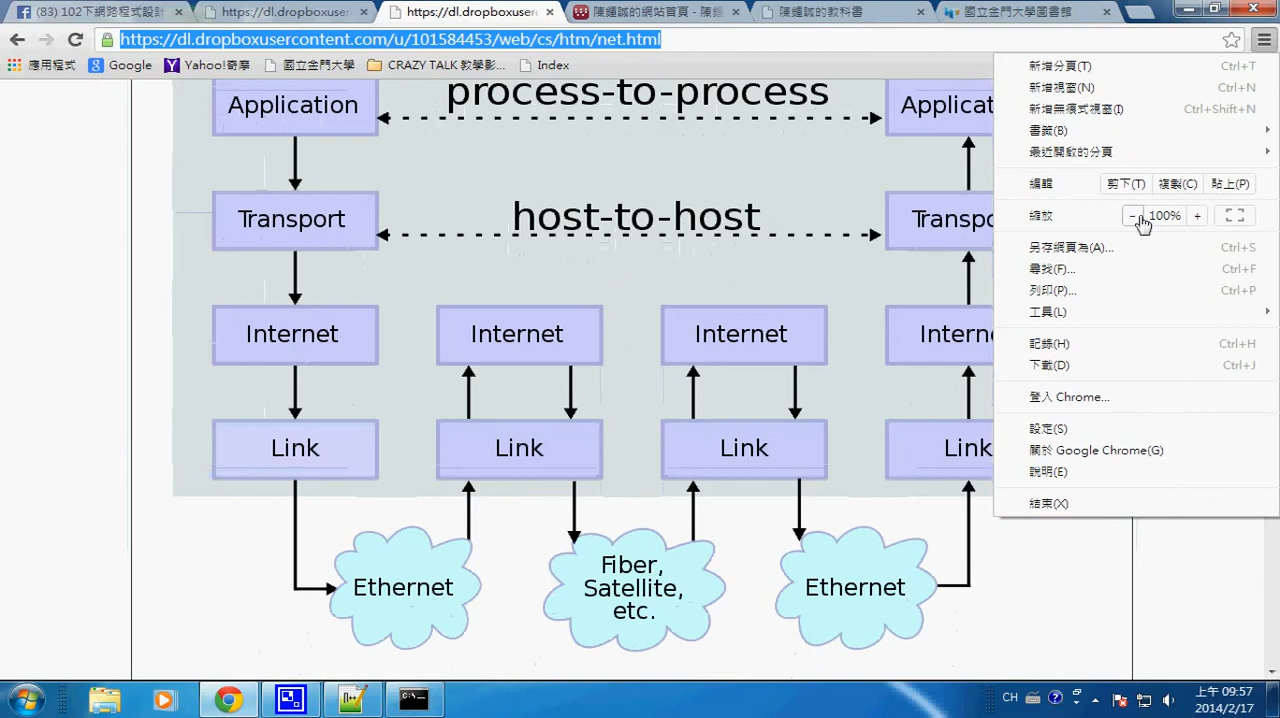 (83) 102下網路程式設計
https://dl.dropboxuser
https://dl.dropboxuser
陳鍾誠的網站首頁 - 陳鍾
陳鍾誠的教科書
國立金門大學圖書館
https://dl.dropboxusercontent.com/u/101584453/web/cs/htm/net.html
應用程式 Google Yahoo!奇摩 國立金門大學 CRAZY TALK 教學影... Index
process-to-process
Application
Applicat
Transport
host-to-host
Transpo
Internet
Internet
Internet
Intern
Link
Link
Link
Link
Ethernet
Fiber,
Satellite,
etc.
Ethernet
新增分頁(T) Ctrl+T
新增視窗(N) Ctrl+N
新增無痕式視窗(I) Ctrl+Shift+N
書籤(B)
最近開啟的分頁
編輯 剪下(T) 複製(C) 貼上(P)
縮放 - 100% +
另存網頁為(A)... Ctrl+S
尋找(F)... Ctrl+F
列印(P)... Ctrl+P
工具(L)
記錄(H) Ctrl+H
下載(D) Ctrl+J
登入 Chrome...
設定(S)
關於 Google Chrome(G)
說明(E)
結束(X)
CH
上午 09:57
2014/2/17